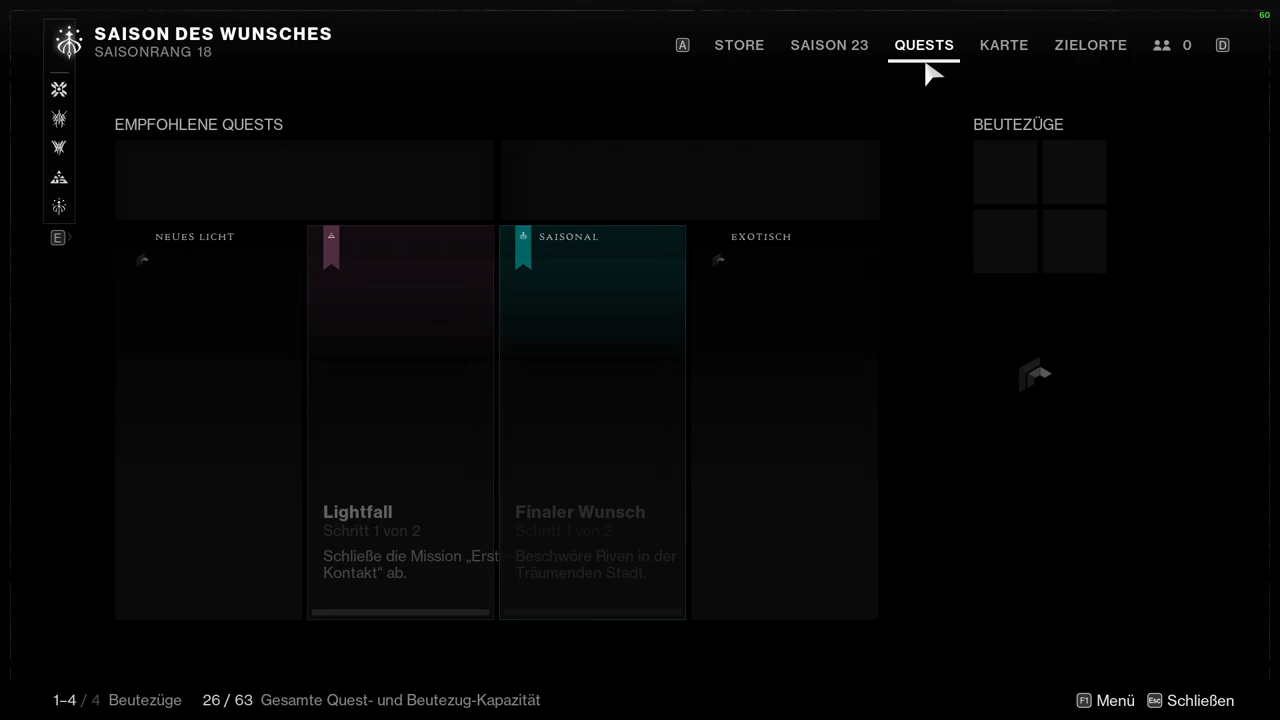 60
SAISON DES WUNSCHES
SAISONRANG 18
A
STORE
SAISON 23
QUESTS
KARTE
ZIELORTE
0
D
E
EMPFOHLENE QUESTS
BEUTEZÜGE
NEUES LICHT
SAISONAL
EXOTISCH
Lightfall
Schritt 1 von 2
Schließe die Mission „Erst
Kontakt" ab.
Finaler Wunsch
Schritt 1 von 2
Beschwöre Riven in der
Träumenden Stadt.
1–4 / 4 Beutezüge
26 / 63 Gesamte Quest- und Beutezug-Kapazität
F1 Menü
Esc Schließen